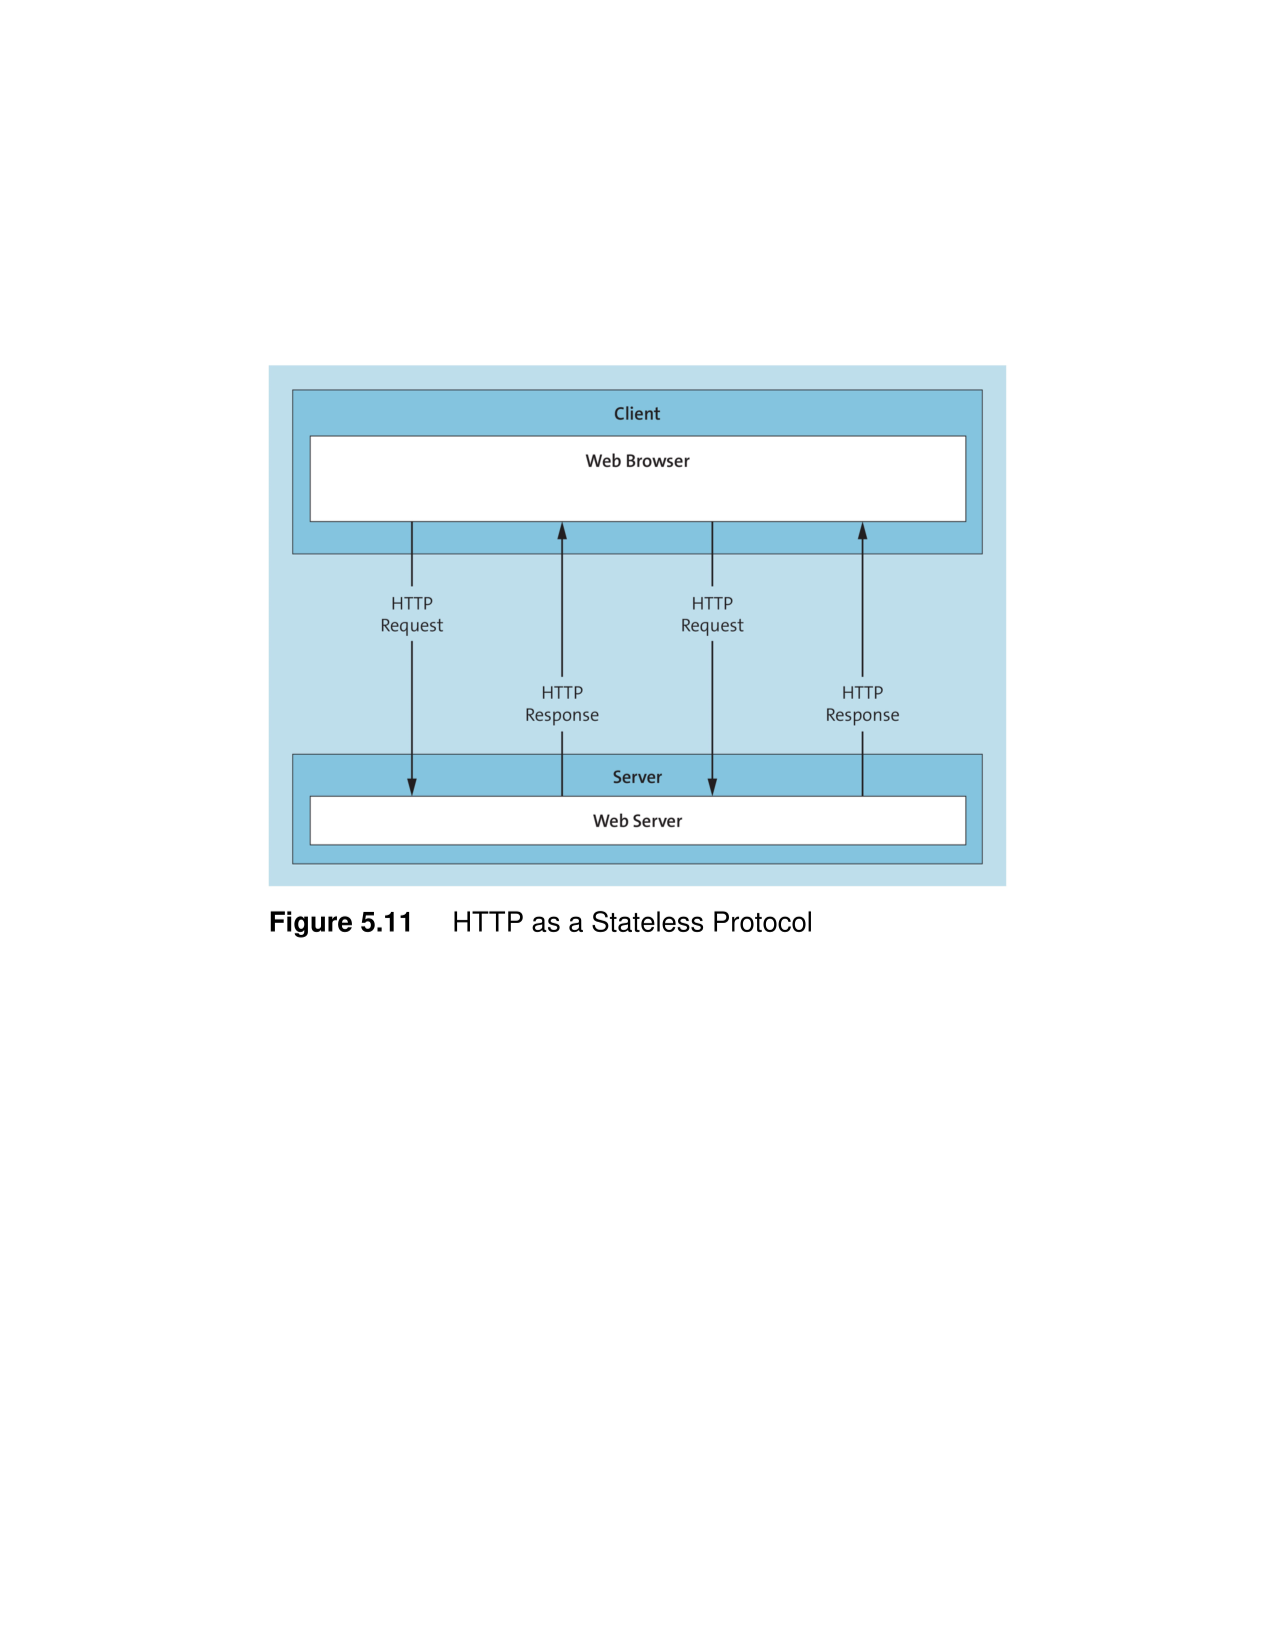 Client
Web Browser
HTTP
Request
HTTP
Response
HTTP
Request
HTTP
Response
Server
Web Server
Figure 5.11 HTTP as a Stateless Protocol